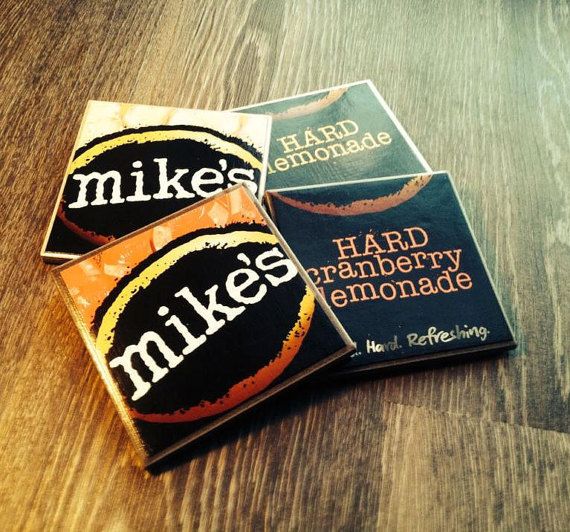 mike's
HARD
lemonade
mike's
HARD
cranberry
lemonade
Hard. Refreshing.